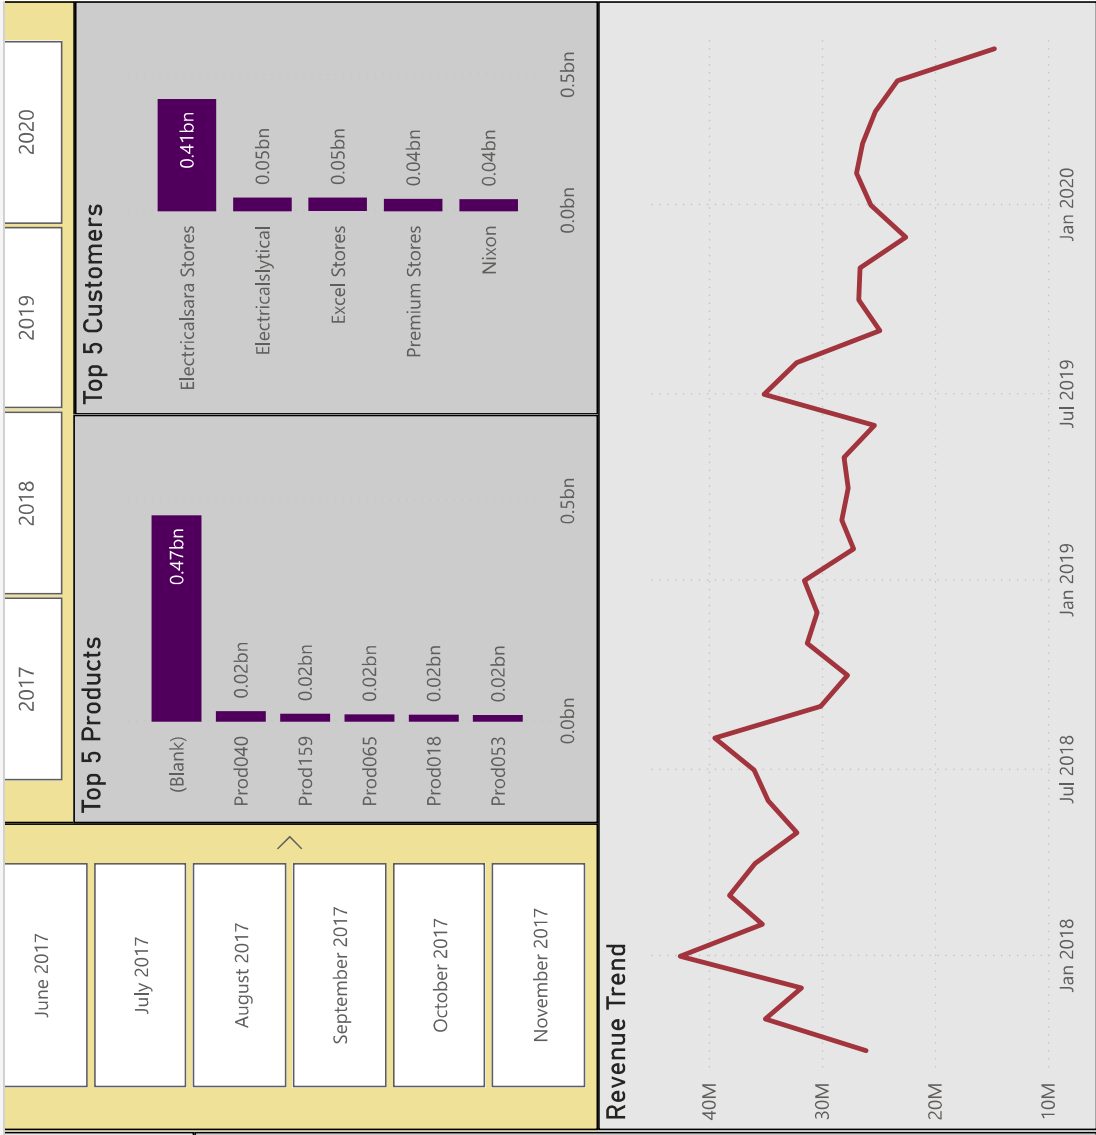 2017
2018
2019
2020
June 2017
July 2017
August 2017
September 2017
October 2017
November 2017
Top 5 Products
(Blank)
0.47bn
Prod040
0.02bn
Prod159
0.02bn
Prod065
0.02bn
Prod018
0.02bn
Prod053
0.02bn
0.0bn
0.5bn
Top 5 Customers
Electricalsara Stores
0.41bn
Electricalslytical
0.05bn
Excel Stores
0.05bn
Premium Stores
0.04bn
Nixon
0.04bn
0.0bn
0.5bn
Revenue Trend
40M
30M
20M
10M
Jan 2018
Jul 2018
Jan 2019
Jul 2019
Jan 2020